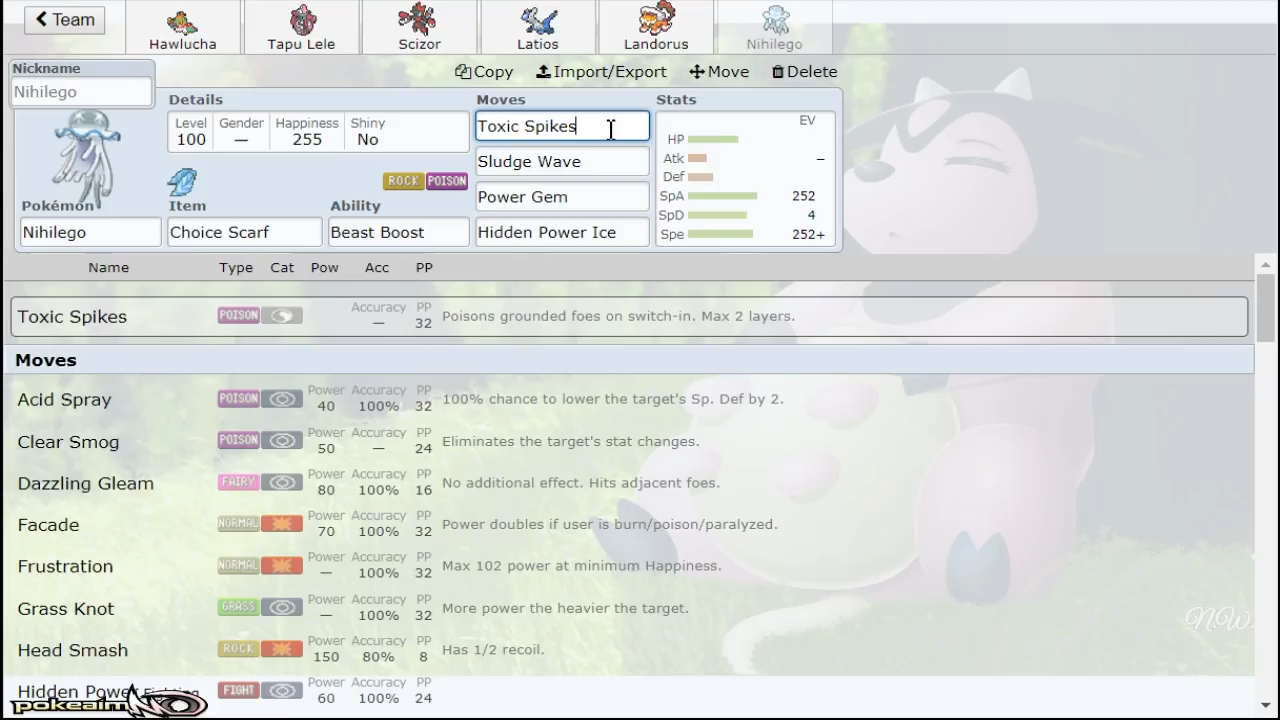 Team
Hawlucha
Tapu Lele
Scizor
Latios
Landorus
Nihilego
Nickname
Nihilego
Copy
Import/Export
Move
Delete
Details
Level
100
Gender
—
Happiness
255
Shiny
No
ROCK POISON
Pokémon
Nihilego
Item
Choice Scarf
Ability
Beast Boost
Moves
Toxic Spikes
Sludge Wave
Power Gem
Hidden Power Ice
Stats
EV
HP
Atk –
Def
SpA 252
SpD 4
Spe 252+
Name Type Cat Pow Acc PP
Toxic Spikes POISON Accuracy — PP 32 Poisons grounded foes on switch-in. Max 2 layers.
Moves
Acid Spray POISON Power 40 Accuracy 100% PP 32 100% chance to lower the target's Sp. Def by 2.
Clear Smog POISON Power 50 Accuracy — PP 24 Eliminates the target's stat changes.
Dazzling Gleam FAIRY Power 80 Accuracy 100% PP 16 No additional effect. Hits adjacent foes.
Facade NORMAL Power 70 Accuracy 100% PP 32 Power doubles if user is burn/poison/paralyzed.
Frustration NORMAL Power — Accuracy 100% PP 32 Max 102 power at minimum Happiness.
Grass Knot GRASS Power — Accuracy 100% PP 32 More power the heavier the target.
Head Smash ROCK Power 150 Accuracy 80% PP 8 Has 1/2 recoil.
Hidden Power Fighting FIGHT Power 60 Accuracy 100% PP 24
pokeaimMD